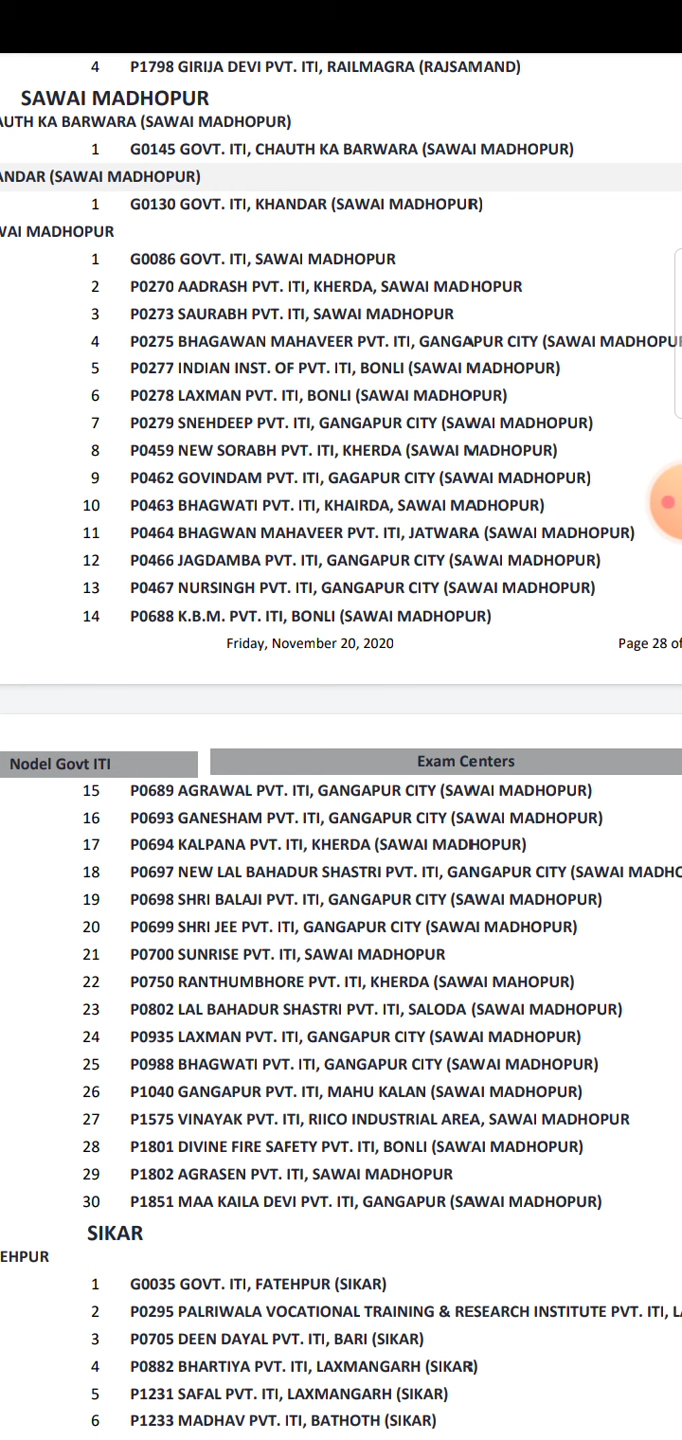 4 P1798 GIRIJA DEVI PVT. ITI, RAILMAGRA (RAJSAMAND)
SAWAI MADHOPUR
AUTH KA BARWARA (SAWAI MADHOPUR)
1 G0145 GOVT. ITI, CHAUTH KA BARWARA (SAWAI MADHOPUR)
ANDAR (SAWAI MADHOPUR)
1 G0130 GOVT. ITI, KHANDAR (SAWAI MADHOPUR)
WAI MADHOPUR
1 G0086 GOVT. ITI, SAWAI MADHOPUR
2 P0270 AADRASH PVT. ITI, KHERDA, SAWAI MADHOPUR
3 P0273 SAURABH PVT. ITI, SAWAI MADHOPUR
4 P0275 BHAGAWAN MAHAVEER PVT. ITI, GANGAPUR CITY (SAWAI MADHOPUR
5 P0277 INDIAN INST. OF PVT. ITI, BONLI (SAWAI MADHOPUR)
6 P0278 LAXMAN PVT. ITI, BONLI (SAWAI MADHOPUR)
7 P0279 SNEHDEEP PVT. ITI, GANGAPUR CITY (SAWAI MADHOPUR)
8 P0459 NEW SORABH PVT. ITI, KHERDA (SAWAI MADHOPUR)
9 P0462 GOVINDAM PVT. ITI, GAGAPUR CITY (SAWAI MADHOPUR)
10 P0463 BHAGWATI PVT. ITI, KHAIRDA, SAWAI MADHOPUR)
11 P0464 BHAGWAN MAHAVEER PVT. ITI, JATWARA (SAWAI MADHOPUR)
12 P0466 JAGDAMBA PVT. ITI, GANGAPUR CITY (SAWAI MADHOPUR)
13 P0467 NURSINGH PVT. ITI, GANGAPUR CITY (SAWAI MADHOPUR)
14 P0688 K.B.M. PVT. ITI, BONLI (SAWAI MADHOPUR)
Friday, November 20, 2020 Page 28 of
Nodel Govt ITI Exam Centers
15 P0689 AGRAWAL PVT. ITI, GANGAPUR CITY (SAWAI MADHOPUR)
16 P0693 GANESHAM PVT. ITI, GANGAPUR CITY (SAWAI MADHOPUR)
17 P0694 KALPANA PVT. ITI, KHERDA (SAWAI MADHOPUR)
18 P0697 NEW LAL BAHADUR SHASTRI PVT. ITI, GANGAPUR CITY (SAWAI MADHO
19 P0698 SHRI BALAJI PVT. ITI, GANGAPUR CITY (SAWAI MADHOPUR)
20 P0699 SHRI JEE PVT. ITI, GANGAPUR CITY (SAWAI MADHOPUR)
21 P0700 SUNRISE PVT. ITI, SAWAI MADHOPUR
22 P0750 RANTHUMBHORE PVT. ITI, KHERDA (SAWAI MAHOPUR)
23 P0802 LAL BAHADUR SHASTRI PVT. ITI, SALODA (SAWAI MADHOPUR)
24 P0935 LAXMAN PVT. ITI, GANGAPUR CITY (SAWAI MADHOPUR)
25 P0988 BHAGWATI PVT. ITI, GANGAPUR CITY (SAWAI MADHOPUR)
26 P1040 GANGAPUR PVT. ITI, MAHU KALAN (SAWAI MADHOPUR)
27 P1575 VINAYAK PVT. ITI, RIICO INDUSTRIAL AREA, SAWAI MADHOPUR
28 P1801 DIVINE FIRE SAFETY PVT. ITI, BONLI (SAWAI MADHOPUR)
29 P1802 AGRASEN PVT. ITI, SAWAI MADHOPUR
30 P1851 MAA KAILA DEVI PVT. ITI, GANGAPUR (SAWAI MADHOPUR)
SIKAR
EHPUR
1 G0035 GOVT. ITI, FATEHPUR (SIKAR)
2 P0295 PALRIWALA VOCATIONAL TRAINING & RESEARCH INSTITUTE PVT. ITI, LA
3 P0705 DEEN DAYAL PVT. ITI, BARI (SIKAR)
4 P0882 BHARTIYA PVT. ITI, LAXMANGARH (SIKAR)
5 P1231 SAFAL PVT. ITI, LAXMANGARH (SIKAR)
6 P1233 MADHAV PVT. ITI, BATHOTH (SIKAR)